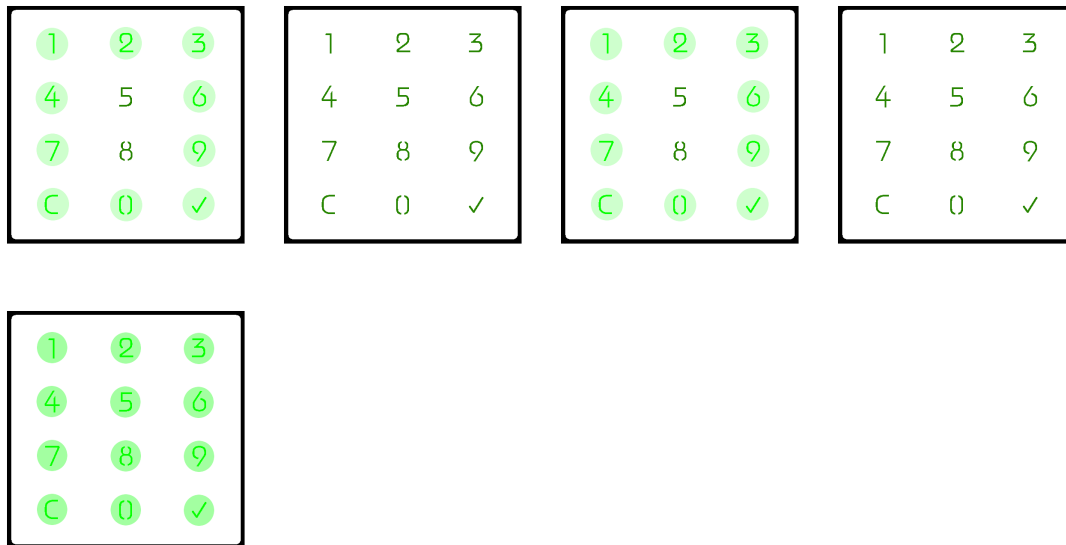 1 2 3 1 2 3 1 2 3 1 2 3
4 5 6 4 5 6 4 5 6 4 5 6
7 8 9 7 8 9 7 8 9 7 8 9
C 0 ✓ C 0 ✓ C 0 ✓ C 0 ✓
1 2 3
4 5 6
7 8 9
C 0 ✓